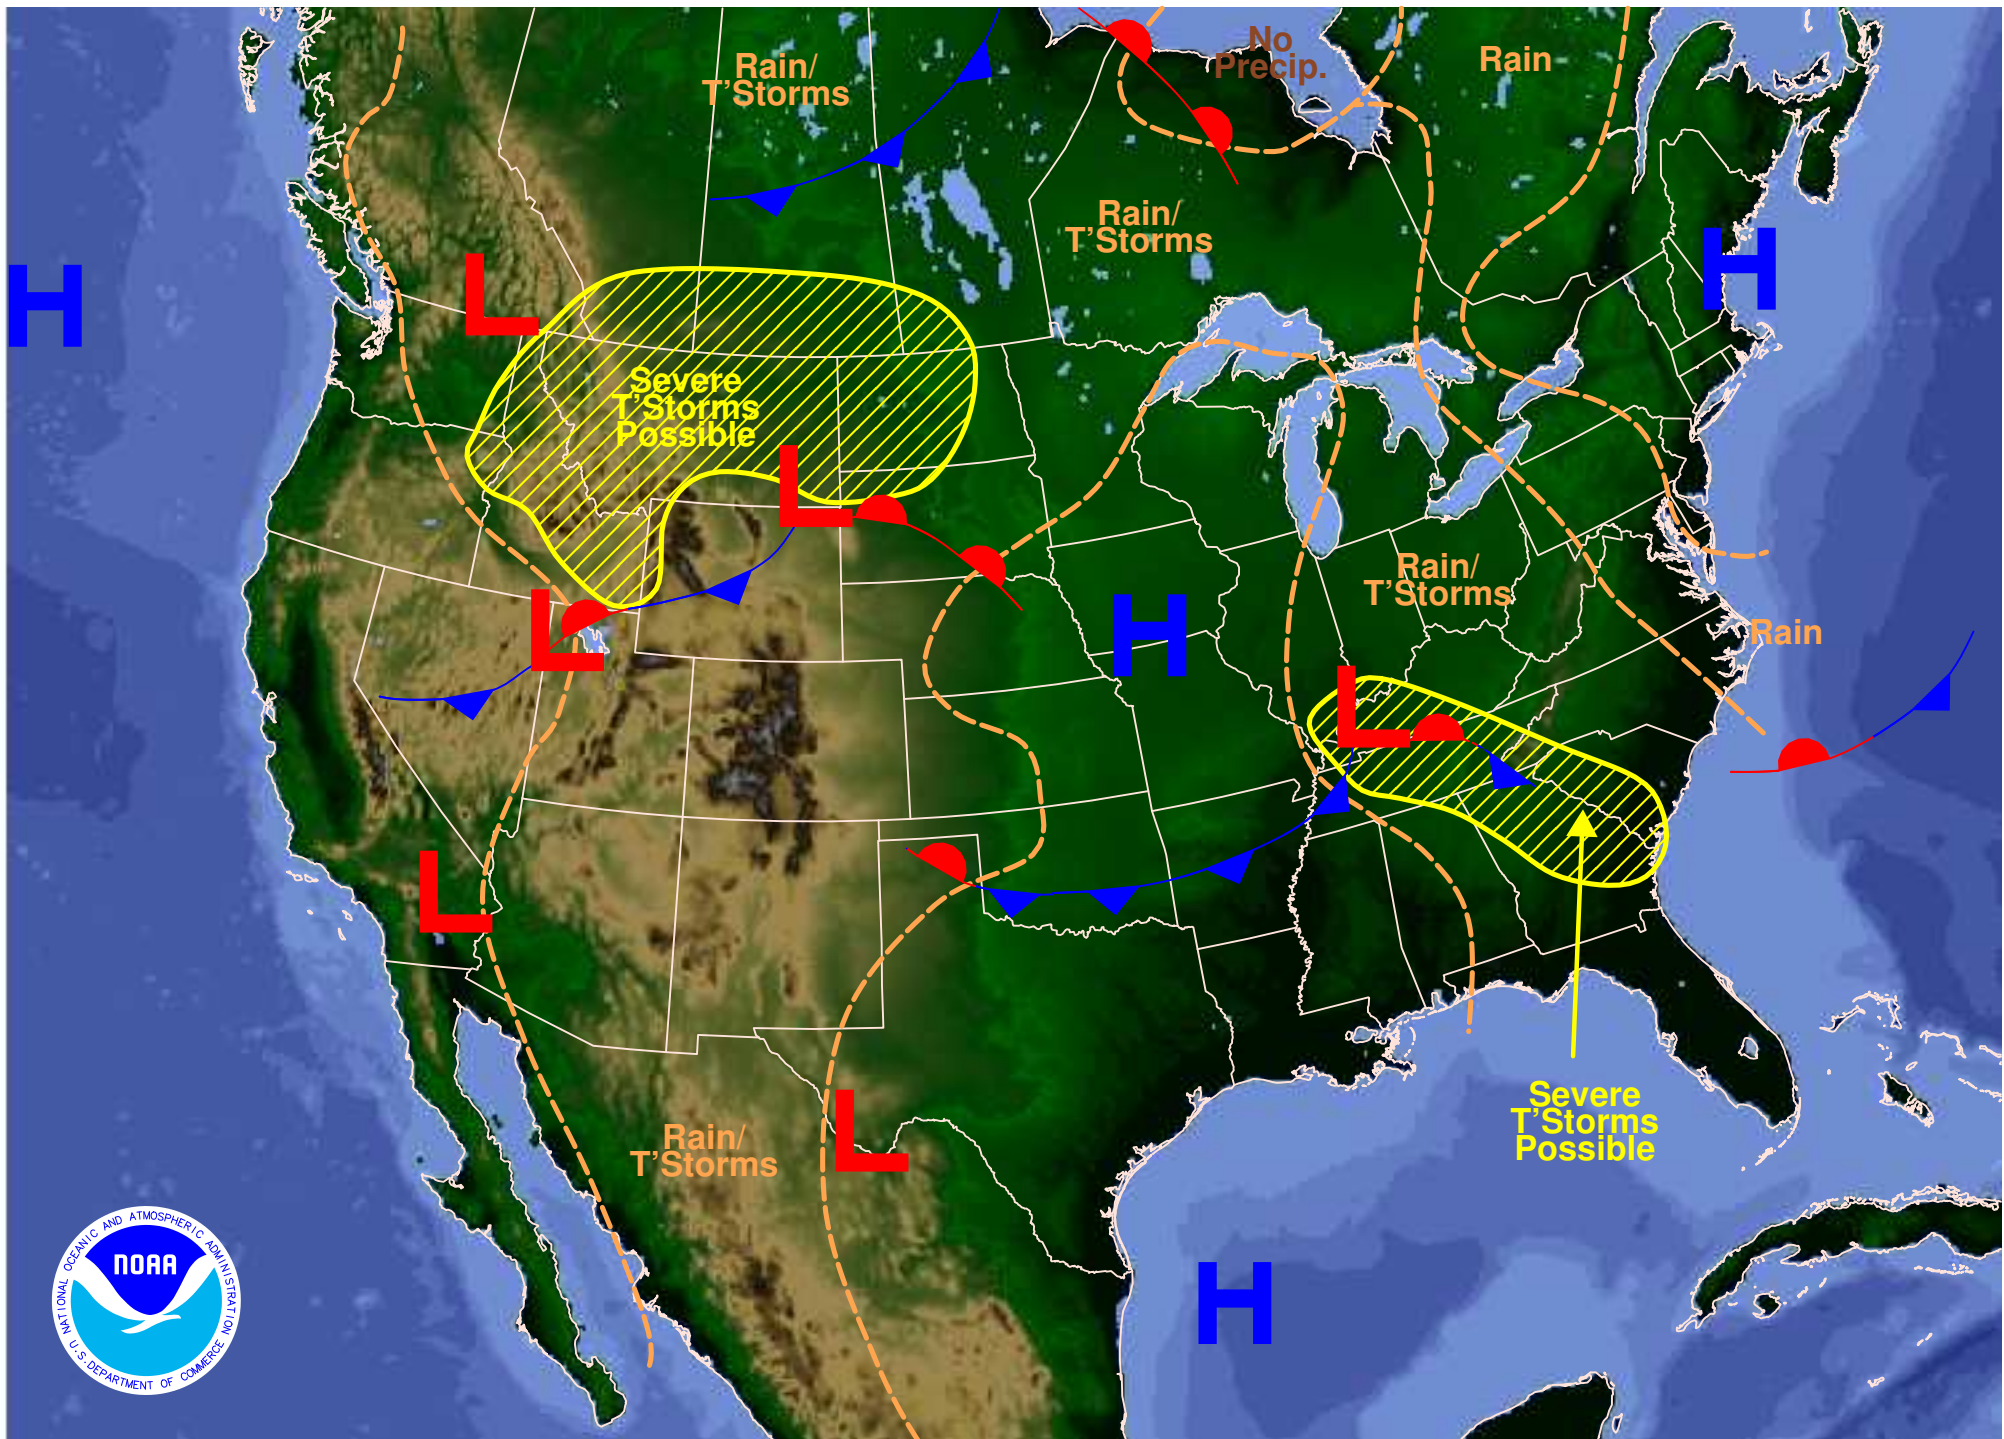 Rain/
T'Storms
No
Precip.
Rain
Rain/
T'Storms
H
H
L
Severe
T'Storms
Possible
L
Rain/
T'Storms
H
L
Rain
L
L
L
Severe
T'Storms
Possible
Rain/
T'Storms
H
NATIONAL OCEANIC AND ATMOSPHERIC ADMINISTRATION
NOAA
U.S. DEPARTMENT OF COMMERCE